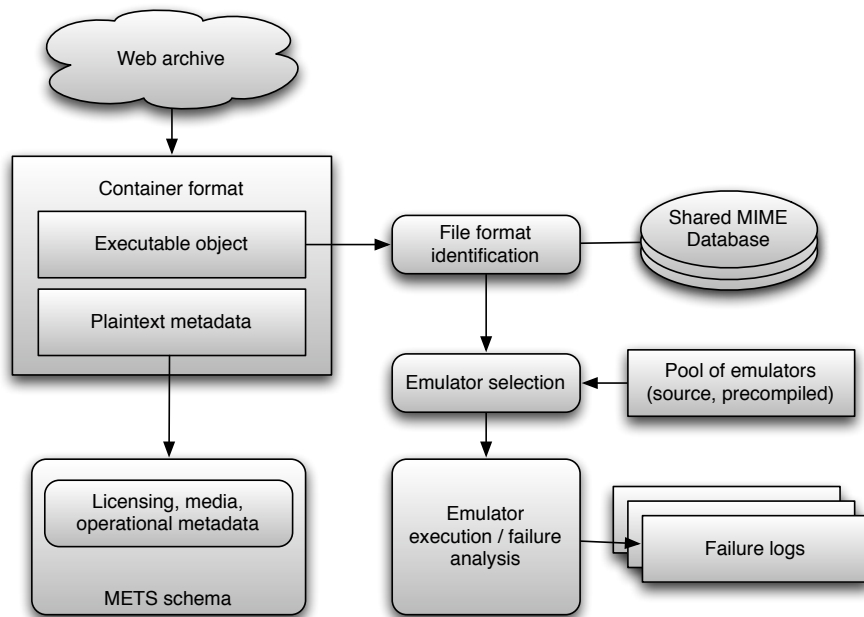 Web archive
Container format
Executable object
Plaintext metadata
File format
identification
Shared MIME
Database
Emulator selection
Pool of emulators
(source, precompiled)
Licensing, media,
operational metadata
METS schema
Emulator
execution / failure
analysis
Failure logs